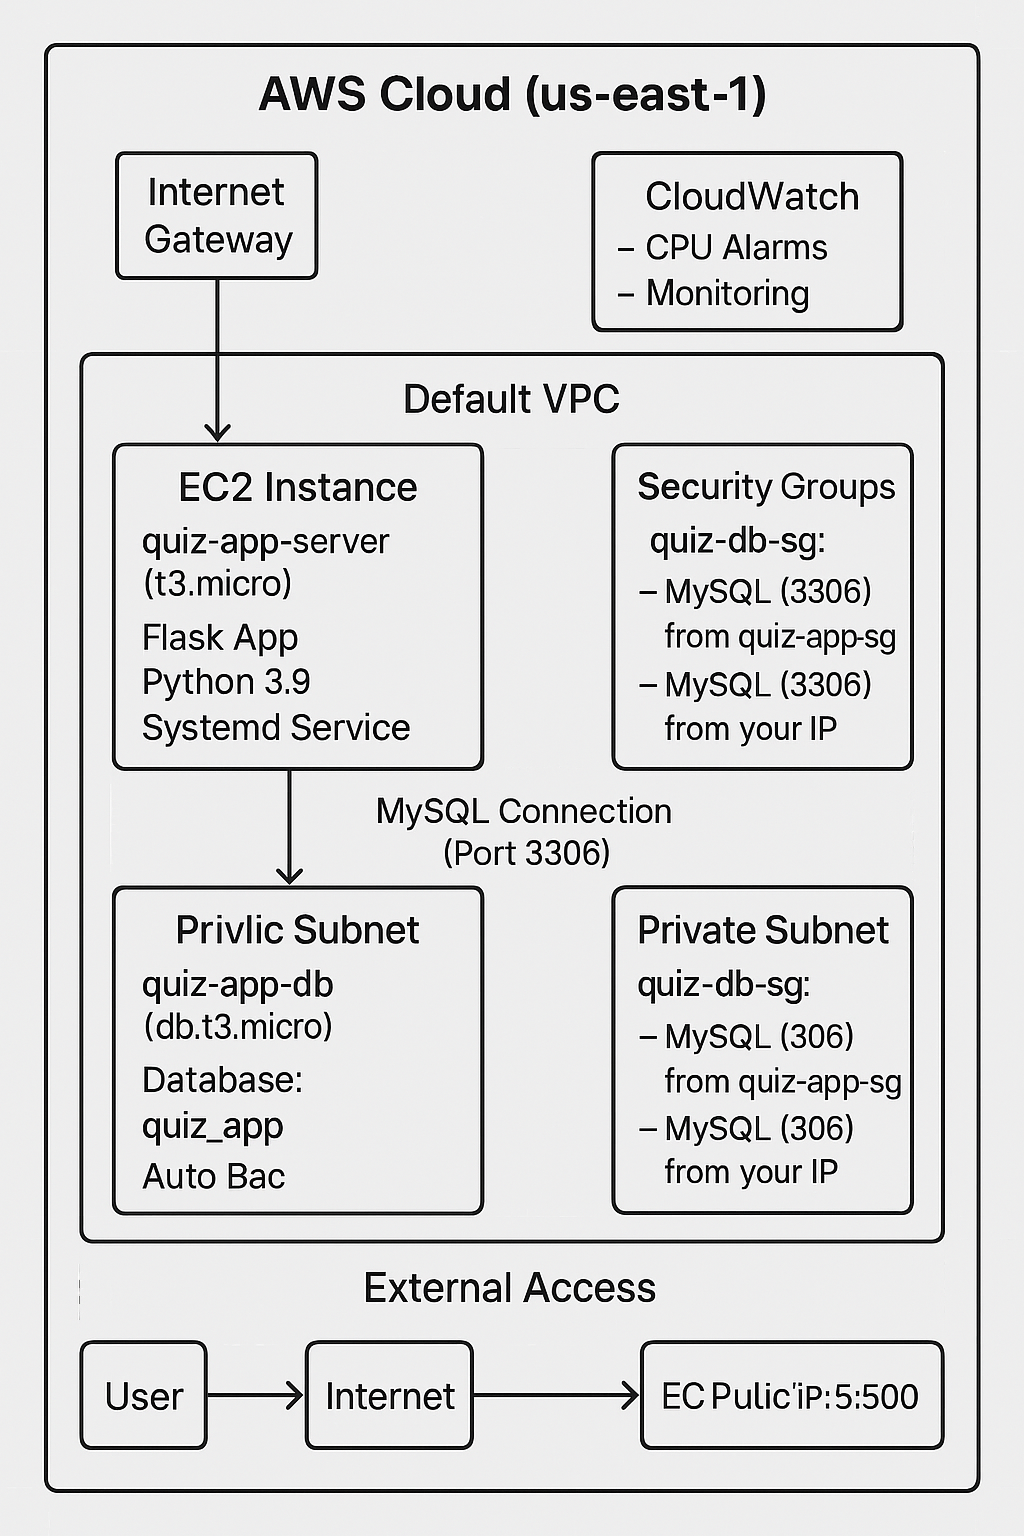 AWS Cloud (us-east-1)
Internet
Gateway
CloudWatch
– CPU Alarms
– Monitoring
Default VPC
EC2 Instance
quiz-app-server
(t3.micro)
Flask App
Python 3.9
Systemd Service
Security Groups
quiz-db-sg:
– MySQL (3306)
from quiz-app-sg
– MySQL (3306)
from your IP
MySQL Connection
(Port 3306)
Privlic Subnet
quiz-app-db
(db.t3.micro)
Database:
quiz_app
Auto Bac
Private Subnet
quiz-db-sg:
– MySQL (306)
from quiz-app-sg
– MySQL (306)
from your IP
External Access
User
Internet
EC Pulic'iP:5:500